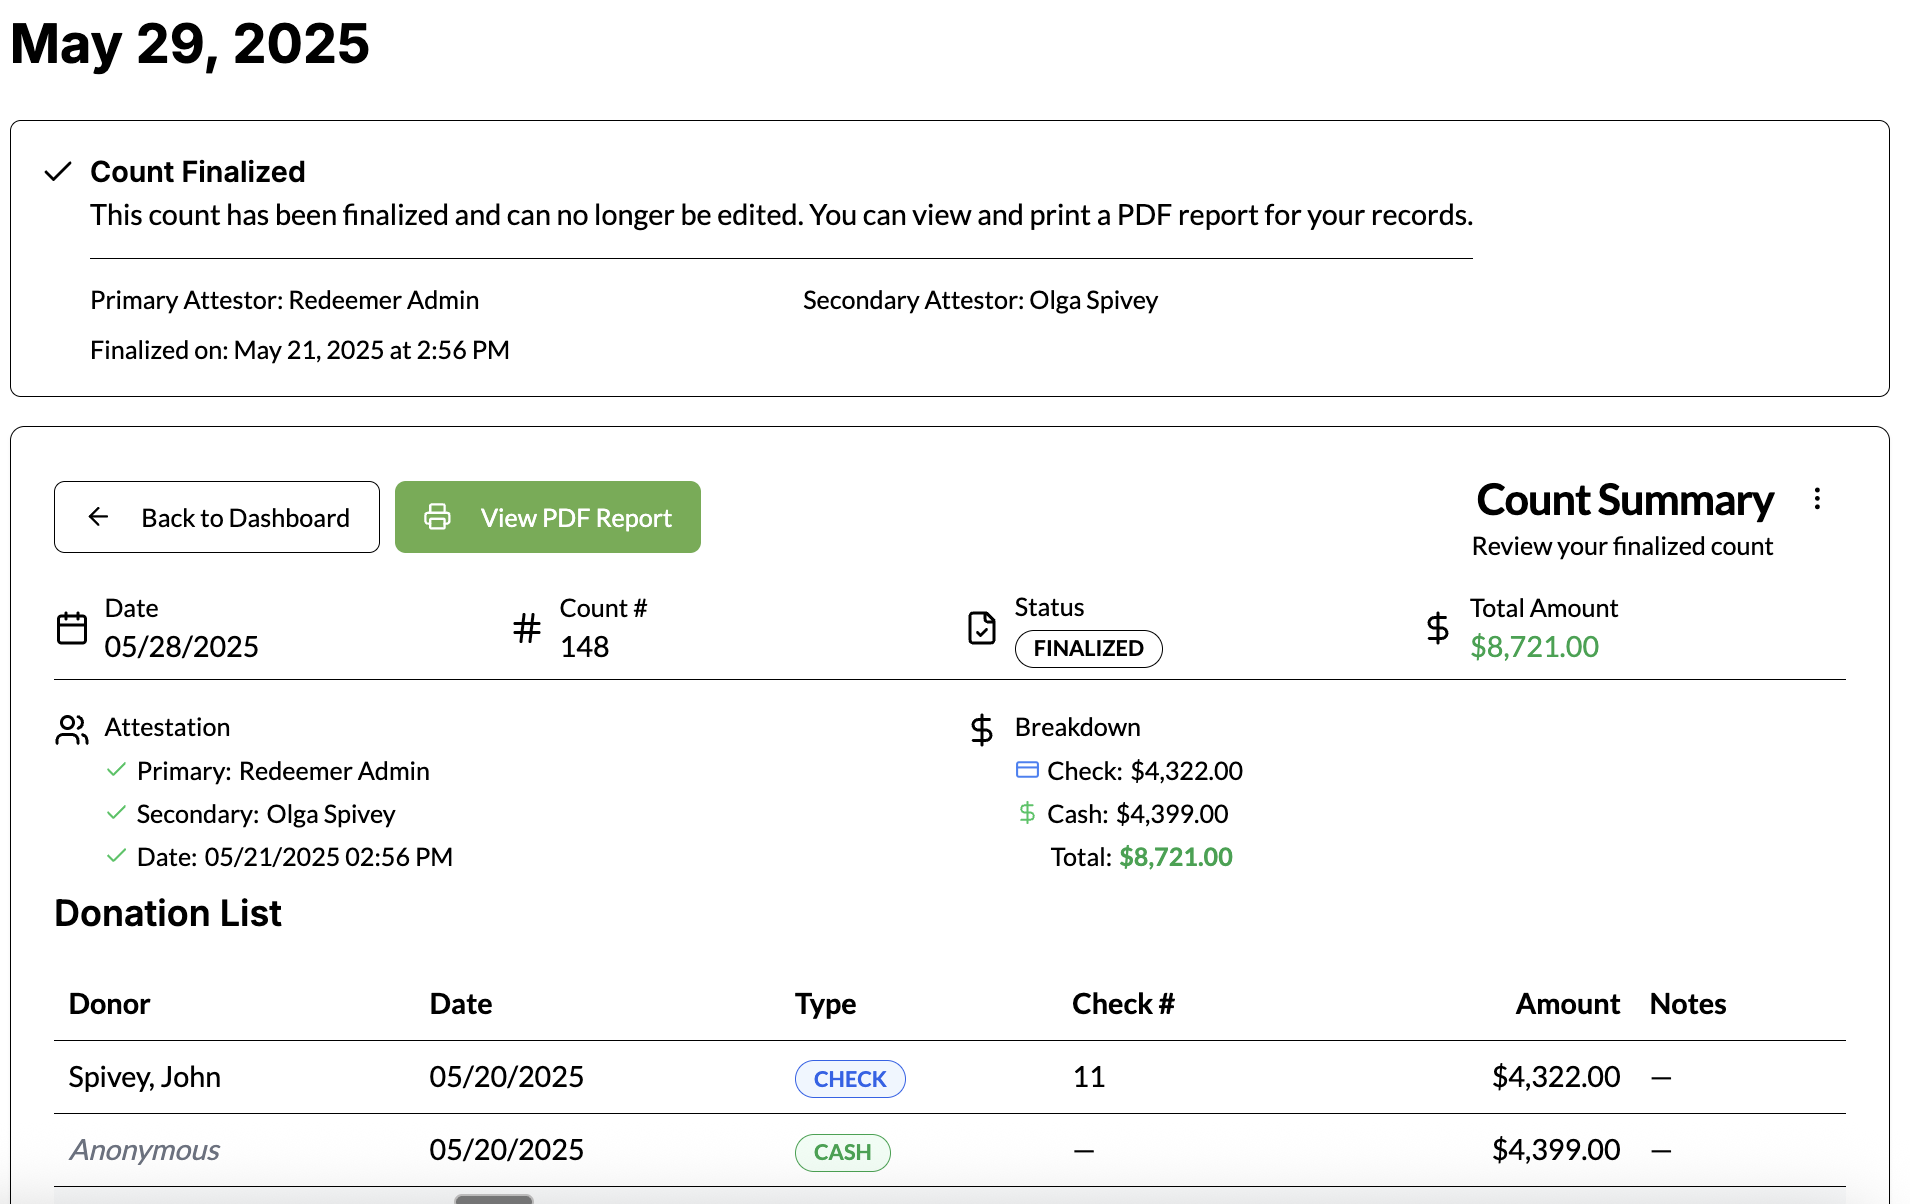 May 29, 2025
Count Finalized
This count has been finalized and can no longer be edited. You can view and print a PDF report for your records.
Primary Attestor: Redeemer Admin
Secondary Attestor: Olga Spivey
Finalized on: May 21, 2025 at 2:56 PM
Back to Dashboard
View PDF Report
Count Summary
Review your finalized count
Date
05/28/2025
Count #
148
Status
FINALIZED
Total Amount
$8,721.00
Attestation
Primary: Redeemer Admin
Secondary: Olga Spivey
Date: 05/21/2025 02:56 PM
Breakdown
Check: $4,322.00
Cash: $4,399.00
Total: $8,721.00
Donation List
Donor Date Type Check # Amount Notes
Spivey, John 05/20/2025 CHECK 11 $4,322.00 —
Anonymous 05/20/2025 CASH — $4,399.00 —